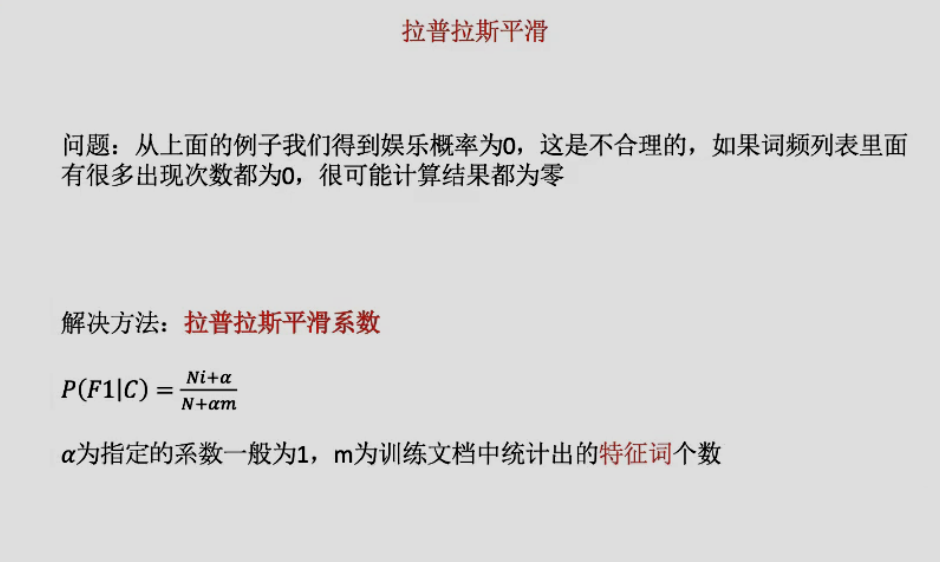 拉普拉斯平滑
问题：从上面的例子我们得到娱乐概率为0，这是不合理的，如果词频列表里面
有很多出现次数都为0，很可能计算结果都为零
解决方法：拉普拉斯平滑系数
P(F1|C) = (Ni+α)/(N+αm)
α为指定的系数一般为1，m为训练文档中统计出的特征词个数